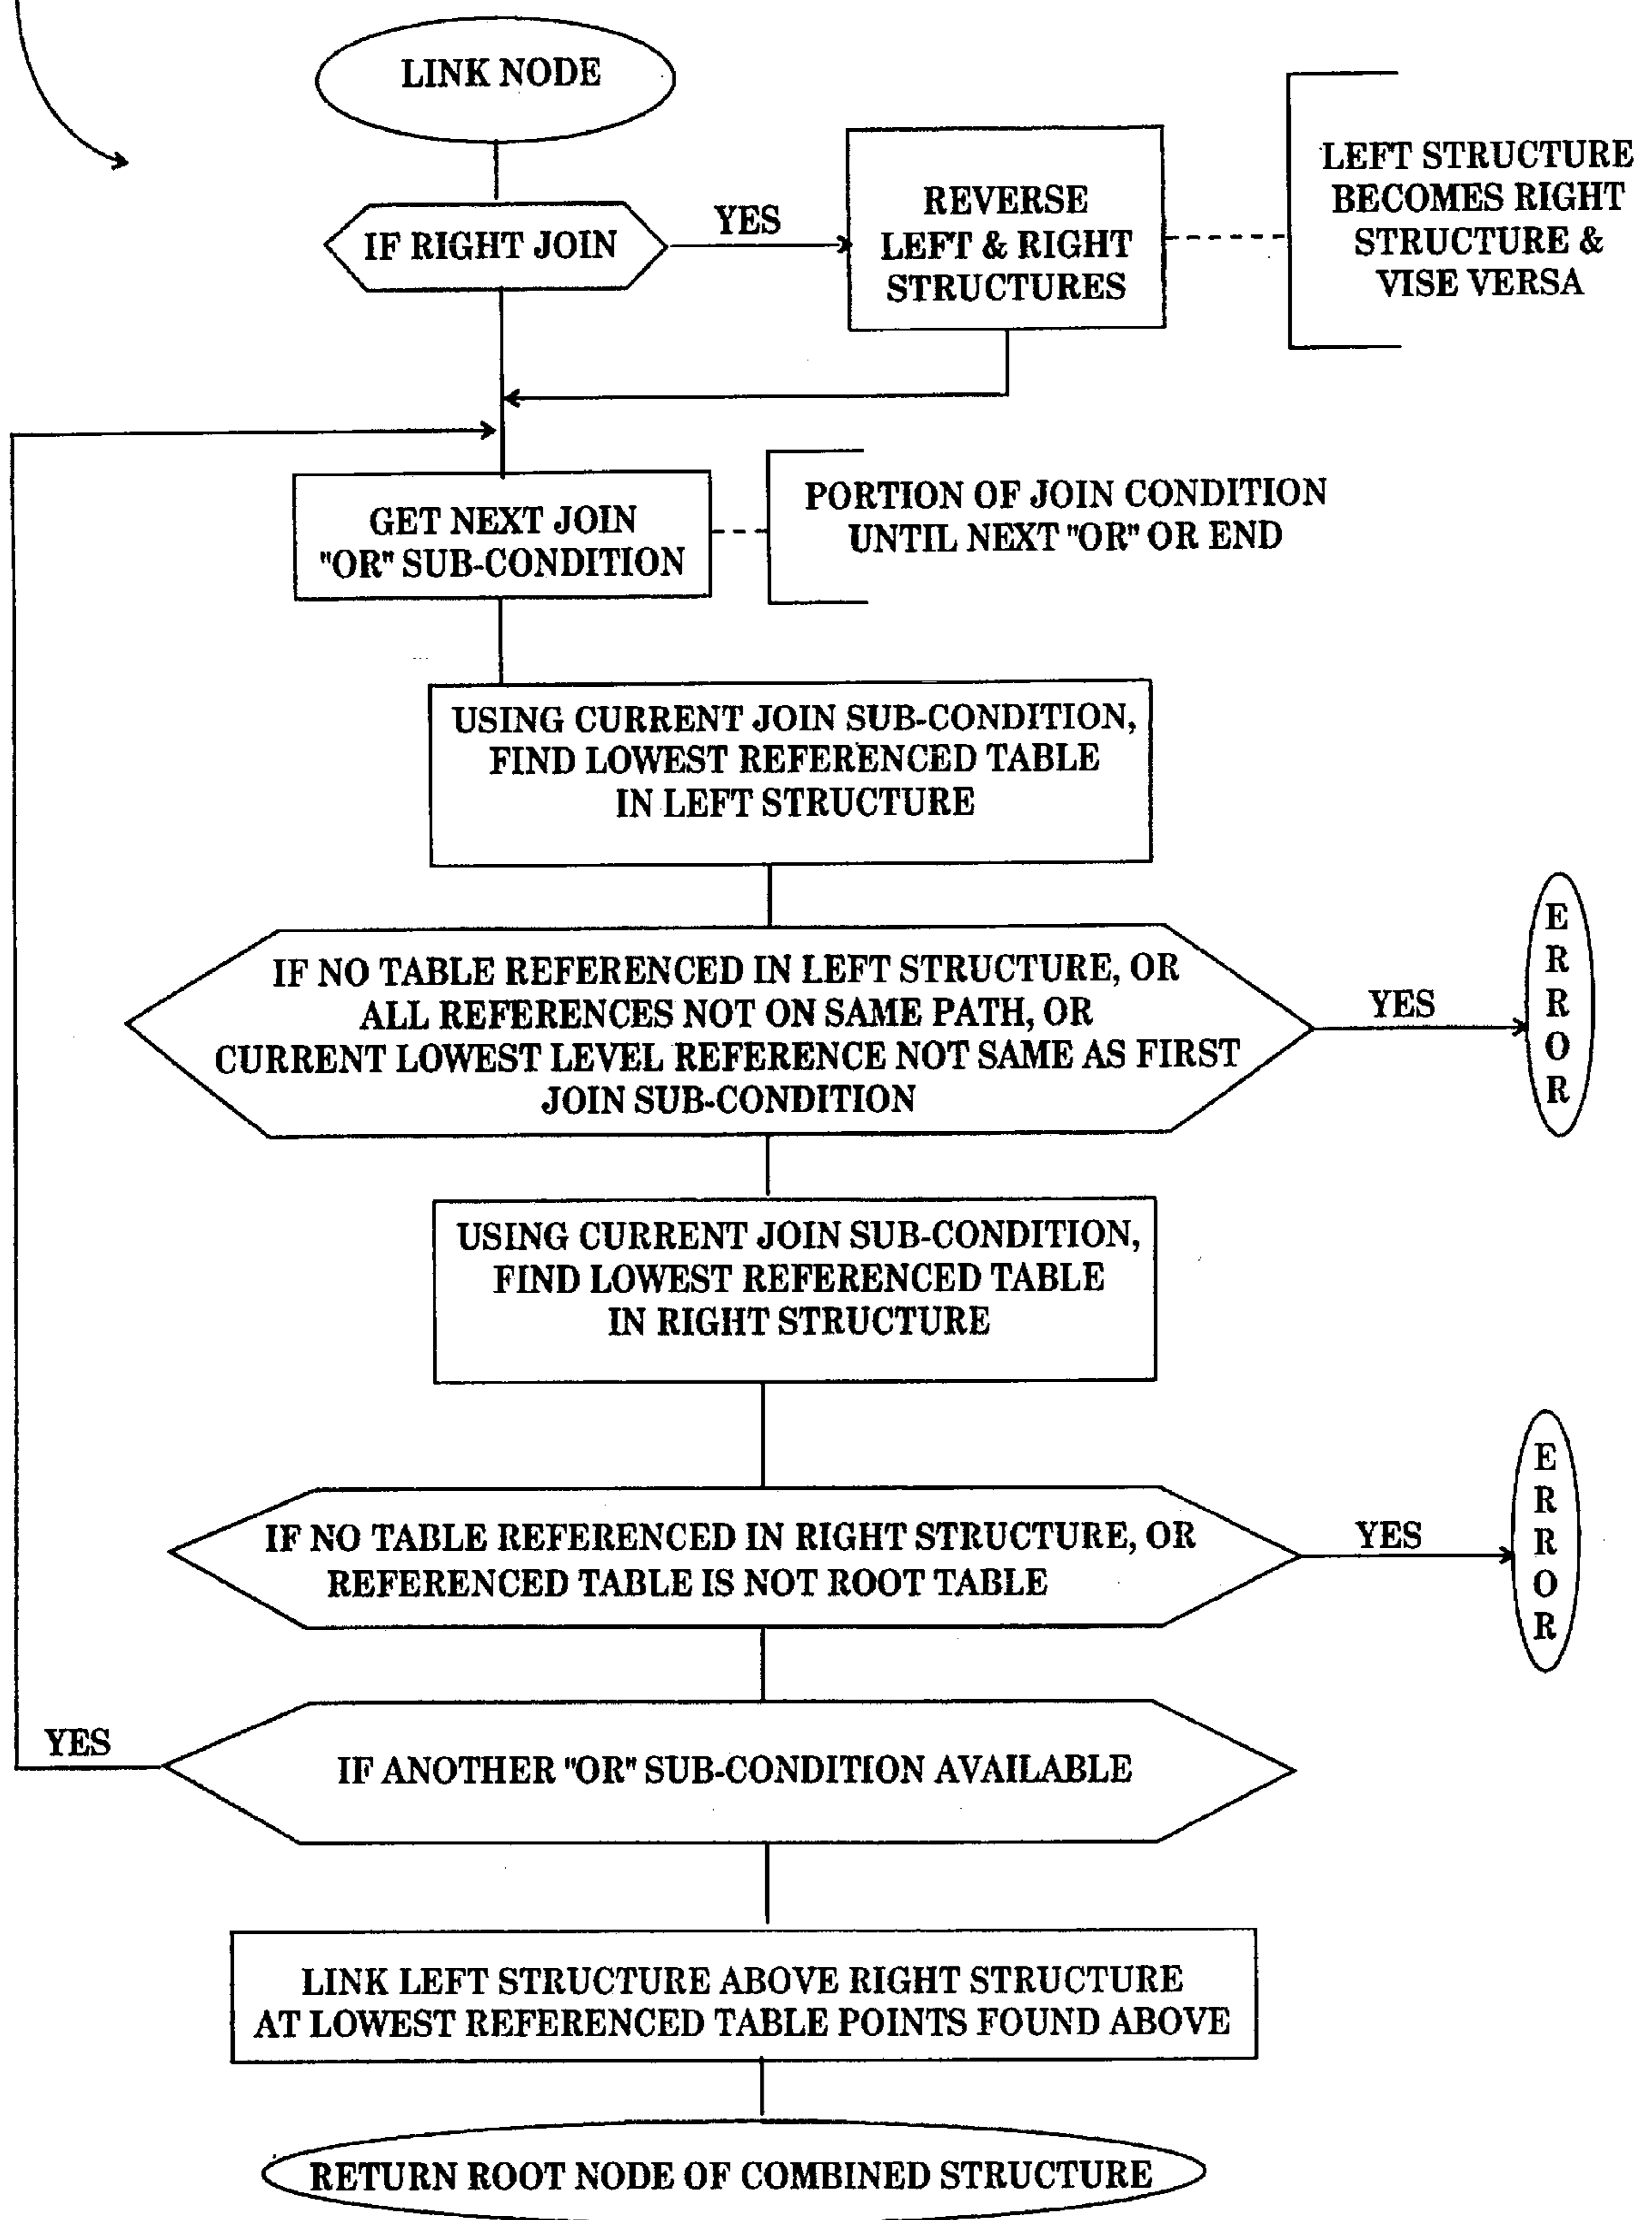 LINK NODE
IF RIGHT JOIN
YES
REVERSE
LEFT & RIGHT
STRUCTURES
LEFT STRUCTURE
BECOMES RIGHT
STRUCTURE &
VISE VERSA
GET NEXT JOIN
"OR" SUB-CONDITION
PORTION OF JOIN CONDITION
UNTIL NEXT "OR" OR END
USING CURRENT JOIN SUB-CONDITION,
FIND LOWEST REFERENCED TABLE
IN LEFT STRUCTURE
IF NO TABLE REFERENCED IN LEFT STRUCTURE, OR
ALL REFERENCES NOT ON SAME PATH, OR
CURRENT LOWEST LEVEL REFERENCE NOT SAME AS FIRST
JOIN SUB-CONDITION
YES
ERROR
USING CURRENT JOIN SUB-CONDITION,
FIND LOWEST REFERENCED TABLE
IN RIGHT STRUCTURE
IF NO TABLE REFERENCED IN RIGHT STRUCTURE, OR
REFERENCED TABLE IS NOT ROOT TABLE
YES
ERROR
YES
IF ANOTHER "OR" SUB-CONDITION AVAILABLE
LINK LEFT STRUCTURE ABOVE RIGHT STRUCTURE
AT LOWEST REFERENCED TABLE POINTS FOUND ABOVE
RETURN ROOT NODE OF COMBINED STRUCTURE